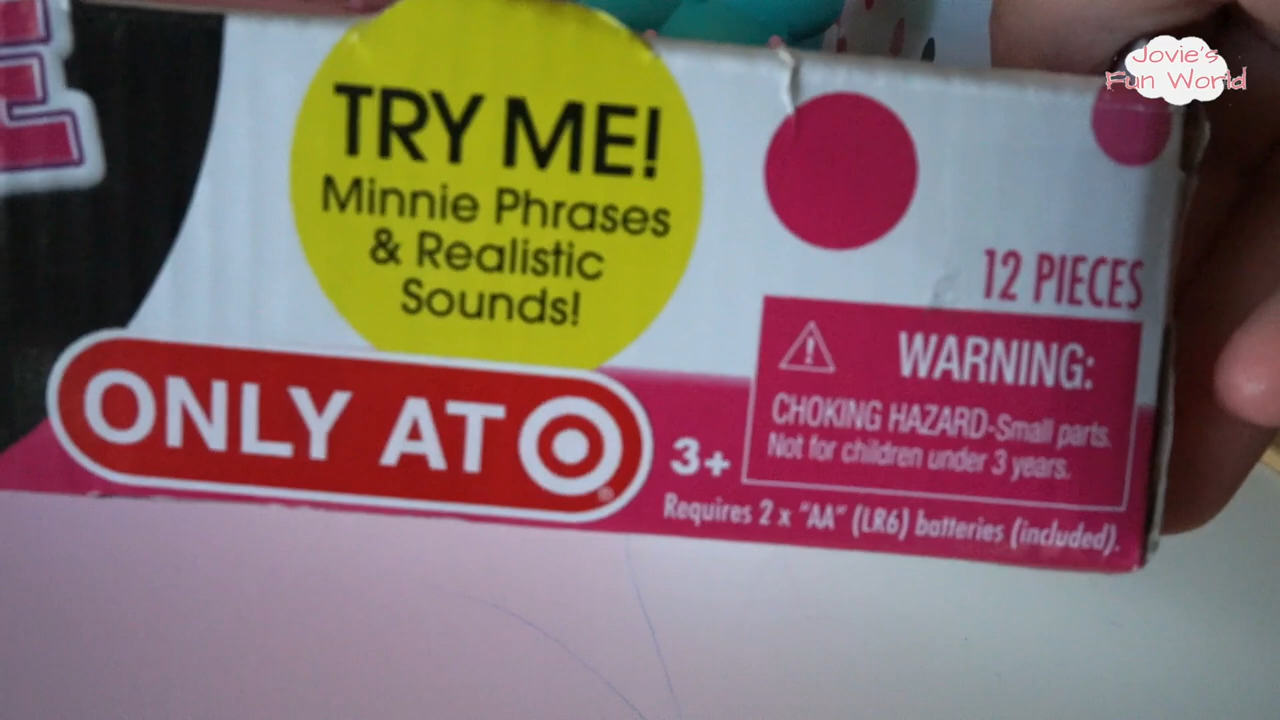 Jovie's
Fun World
TRY ME!
Minnie Phrases
& Realistic
Sounds!
12 PIECES
WARNING:
CHOKING HAZARD-Small parts.
Not for children under 3 years.
ONLY AT
3+
Requires 2 x "AA" (LR6) batteries (included).